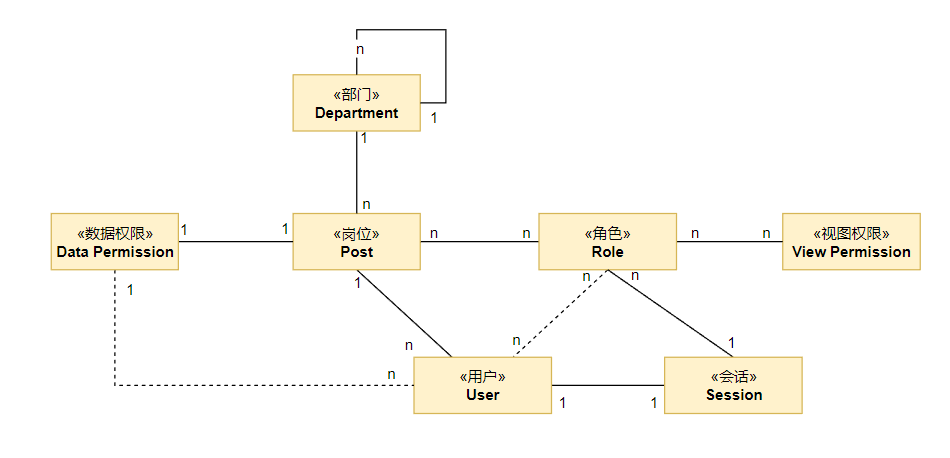 n
«部门»
Department
1
1
n
«数据权限»
Data Permission
1
1
«岗位»
Post
n
n
«角色»
Role
n
n
«视图权限»
View Permission
1
1
n
n
n
n
1
n
«用户»
User
1
1
«会话»
Session